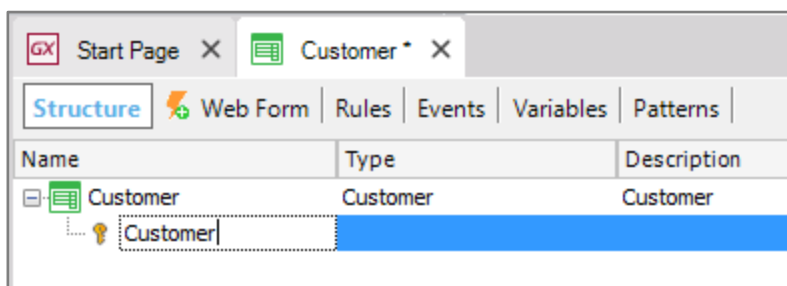 GX Start Page Customer *
Structure Web Form Rules Events Variables Patterns
Name Type Description
Customer Customer Customer
Customer